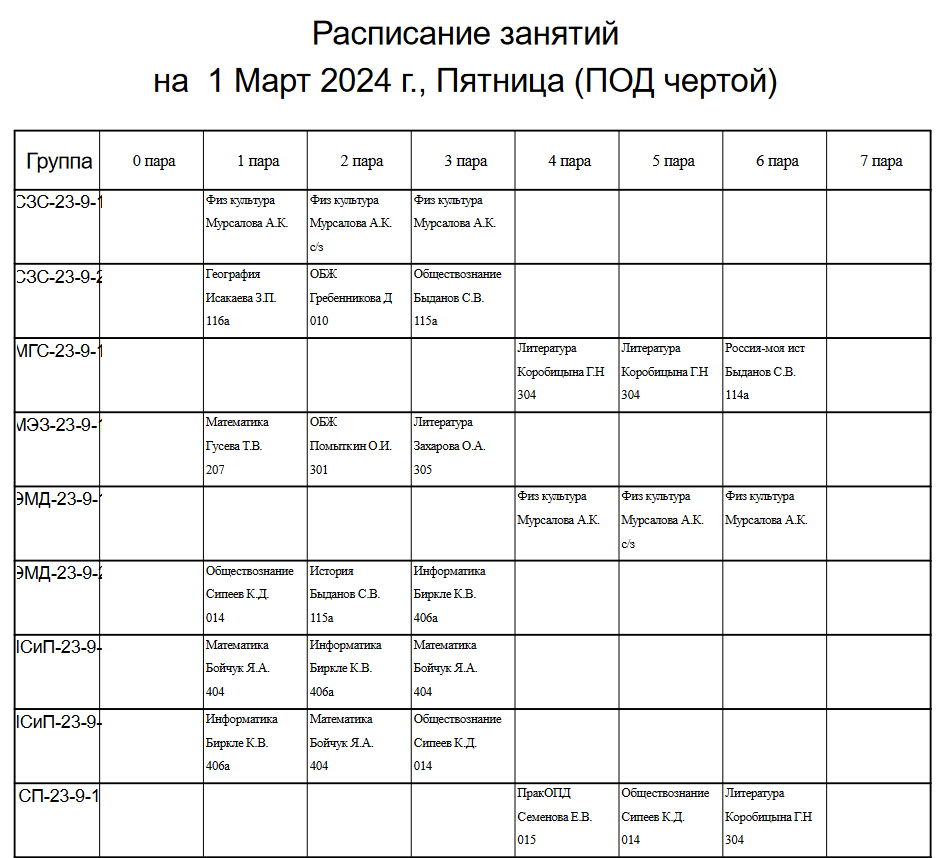 Расписание занятий
на 1 Март 2024 г., Пятница (ПОД чертой)
Группа 0 пара 1 пара 2 пара 3 пара 4 пара 5 пара 6 пара 7 пара
СЗС-23-9-1 Физ культура Физ культура Физ культура
Мурсалова А.К. Мурсалова А.К. Мурсалова А.К.
с/з
СЗС-23-9-2 География ОБЖ Обществознание
Исакаева З.П. Гребенникова Д Быданов С.В.
116а 010 115а
МГС-23-9-1 Литература Литература Россия-моя ист
Коробицына Г.Н Коробицына Г.Н Быданов С.В.
304 304 114а
МЭЗ-23-9-1 Математика ОБЖ Литература
Гусева Т.В. Помыткин О.И. Захарова О.А.
207 301 305
ЭМД-23-9-1 Физ культура Физ культура Физ культура
Мурсалова А.К. Мурсалова А.К. Мурсалова А.К.
с/з
ЭМД-23-9-2 Обществознание История Информатика
Сипеев К.Д. Быданов С.В. Биркле К.В.
014 115а 406а
СиП-23-9- Математика Информатика Математика
Бойчук Я.А. Биркле К.В. Бойчук Я.А.
404 406а 404
СиП-23-9- Информатика Математика Обществознание
Биркле К.В. Бойчук Я.А. Сипеев К.Д.
406а 404 014
СП-23-9-1 ПракОПД Обществознание Литература
Семенова Е.В. Сипеев К.Д. Коробицына Г.Н
015 014 304